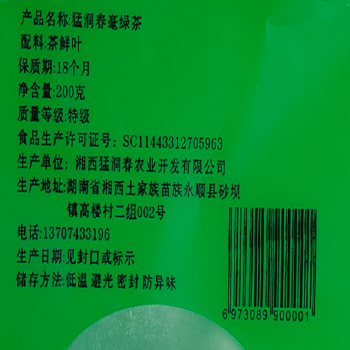 产品名称:猛洞春毫绿茶
配料:茶鲜叶
保质期:18个月
净含量:200克
质量等级:特级
食品生产许可证号:SC11443312705963
生产单位:湘西猛洞春农业开发有限公司
生产地址:湖南省湘西土家族苗族永顺县砂坝
镇高楼村二组002号
电话:13707433196
生产日期:见封口或标示
储存方法:低温 避光 密封 防异味
6 973089 900001